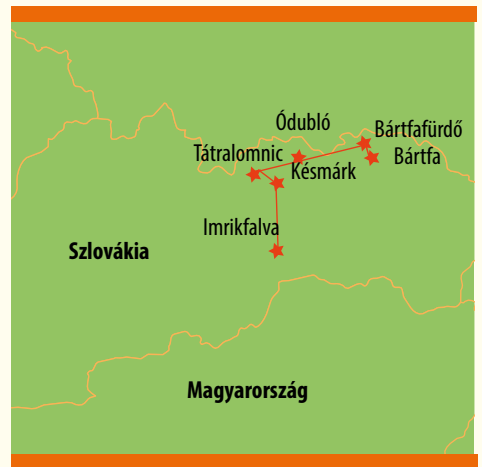 Ódubló
Bártfafürdő
Tátralomnic
Bártfa
Késmárk
Imrikfalva
Szlovákia
Magyarország